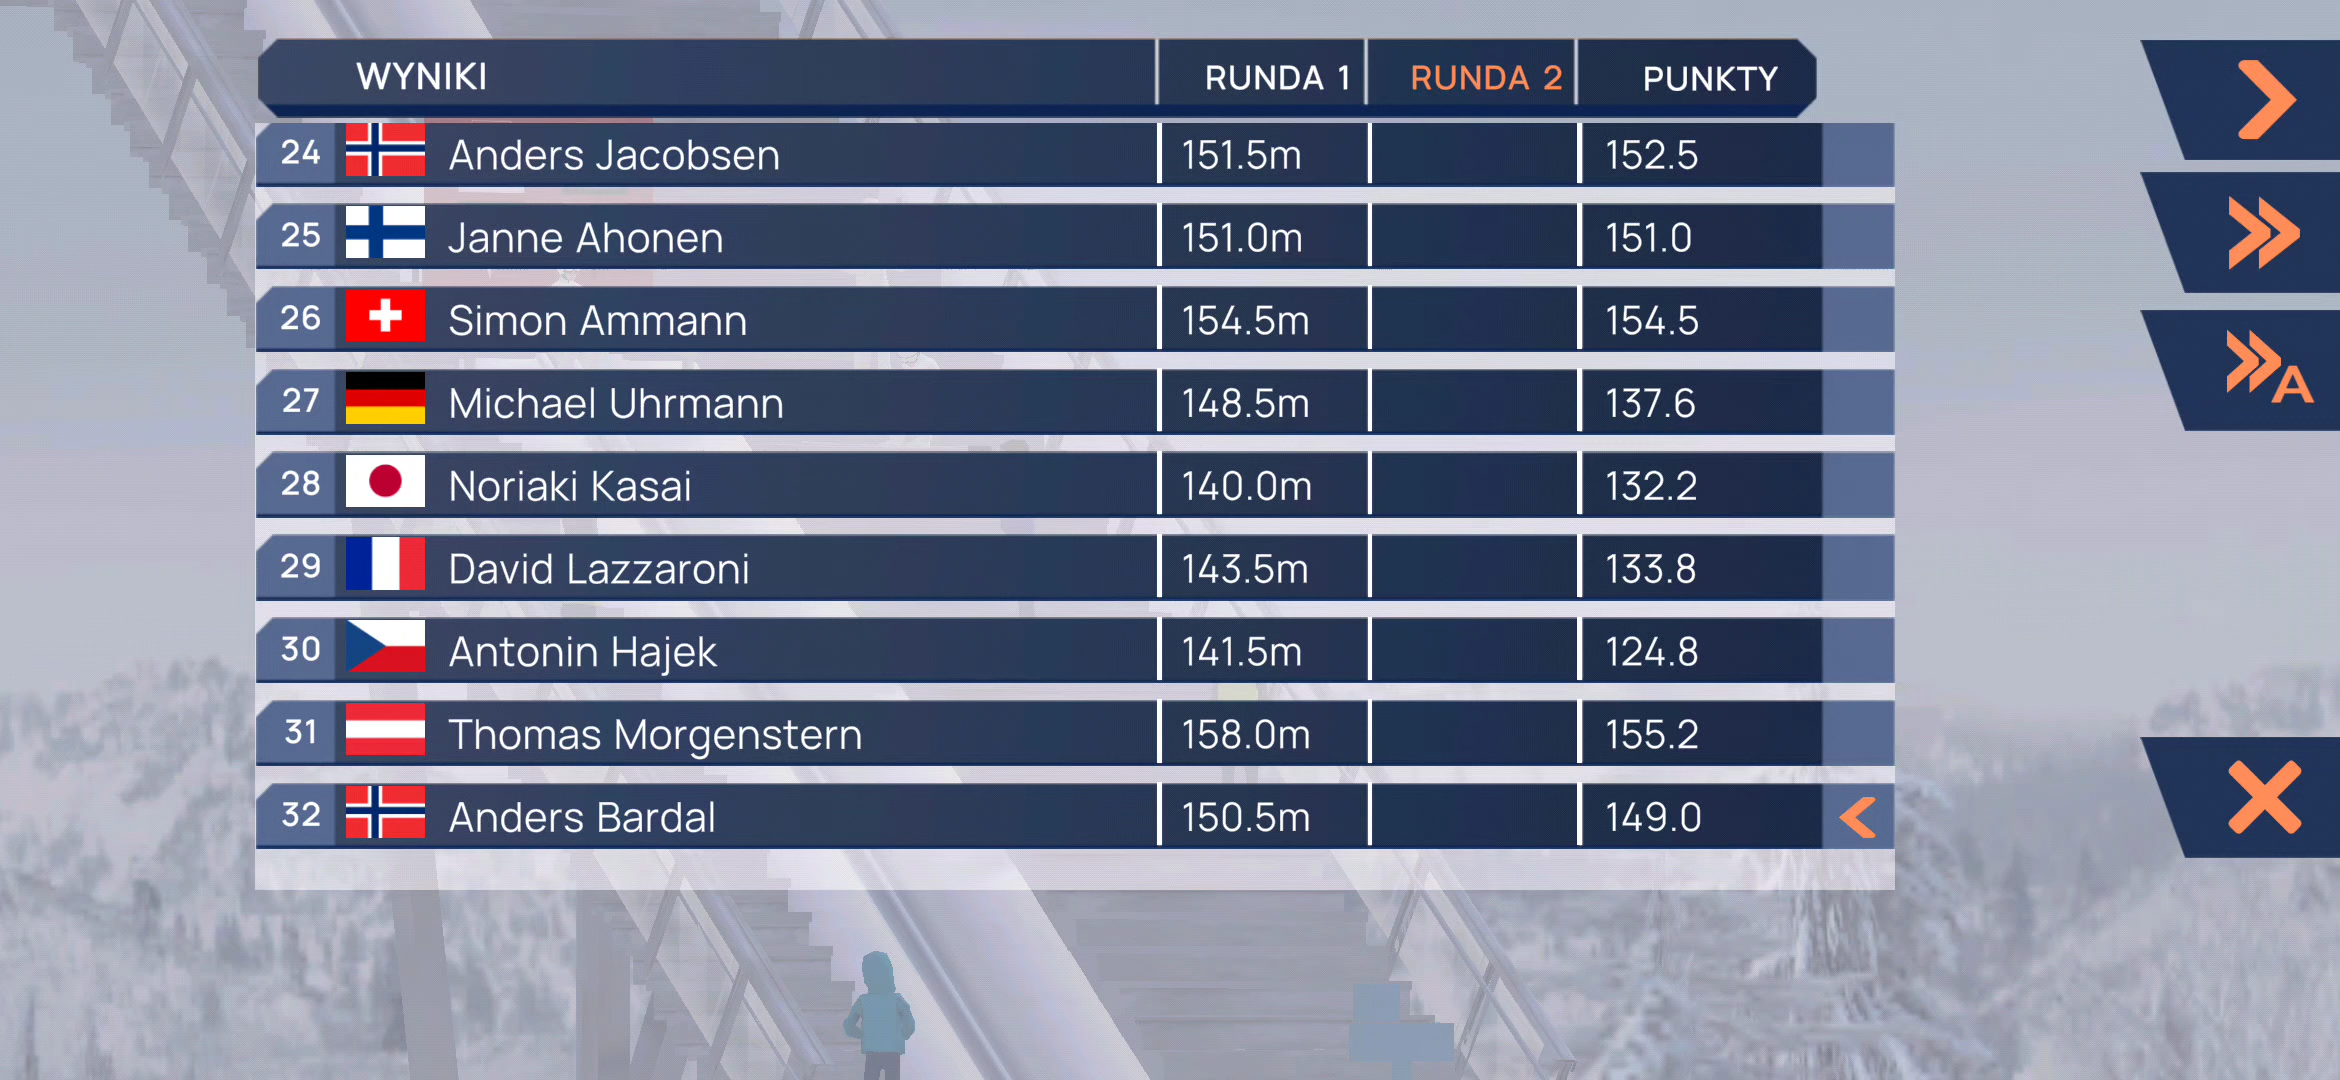 WYNIKI RUNDA 1 RUNDA 2 PUNKTY
24 Anders Jacobsen 151.5m 152.5
25 Janne Ahonen 151.0m 151.0
26 Simon Ammann 154.5m 154.5
27 Michael Uhrmann 148.5m 137.6
28 Noriaki Kasai 140.0m 132.2
29 David Lazzaroni 143.5m 133.8
30 Antonin Hajek 141.5m 124.8
31 Thomas Morgenstern 158.0m 155.2
32 Anders Bardal 150.5m 149.0
A